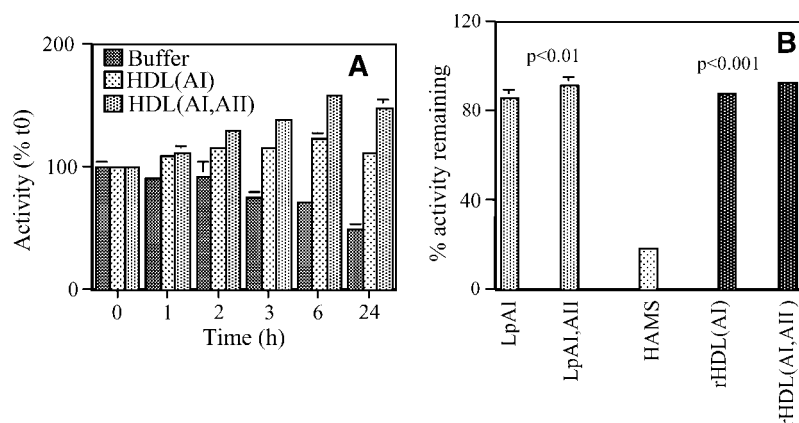 200
100
0
Activity (% t0)
Buffer
HDL(AI)
HDL(AI,AII)
A
0 1 2 3 6 24
Time (h)
120
80
40
0
% activity remaining
B
p<0.01
p<0.001
LpAI
LpAI,AII
HAMS
rHDL(AI)
rHDL(AI,AII)